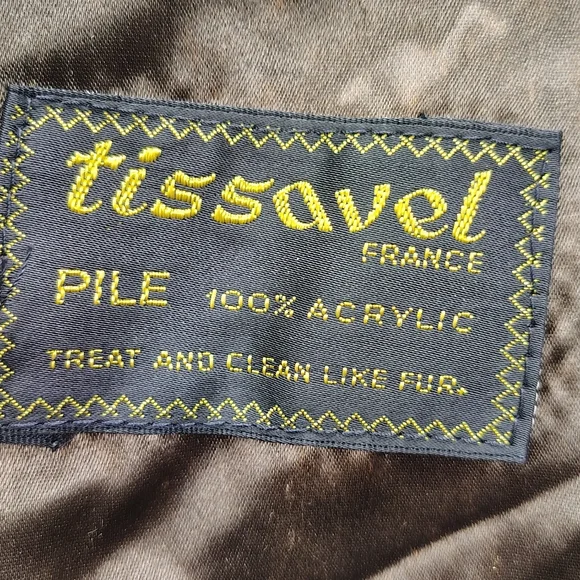 tissavel
FRANCE
PILE 100% ACRYLIC
TREAT AND CLEAN LIKE FUR.